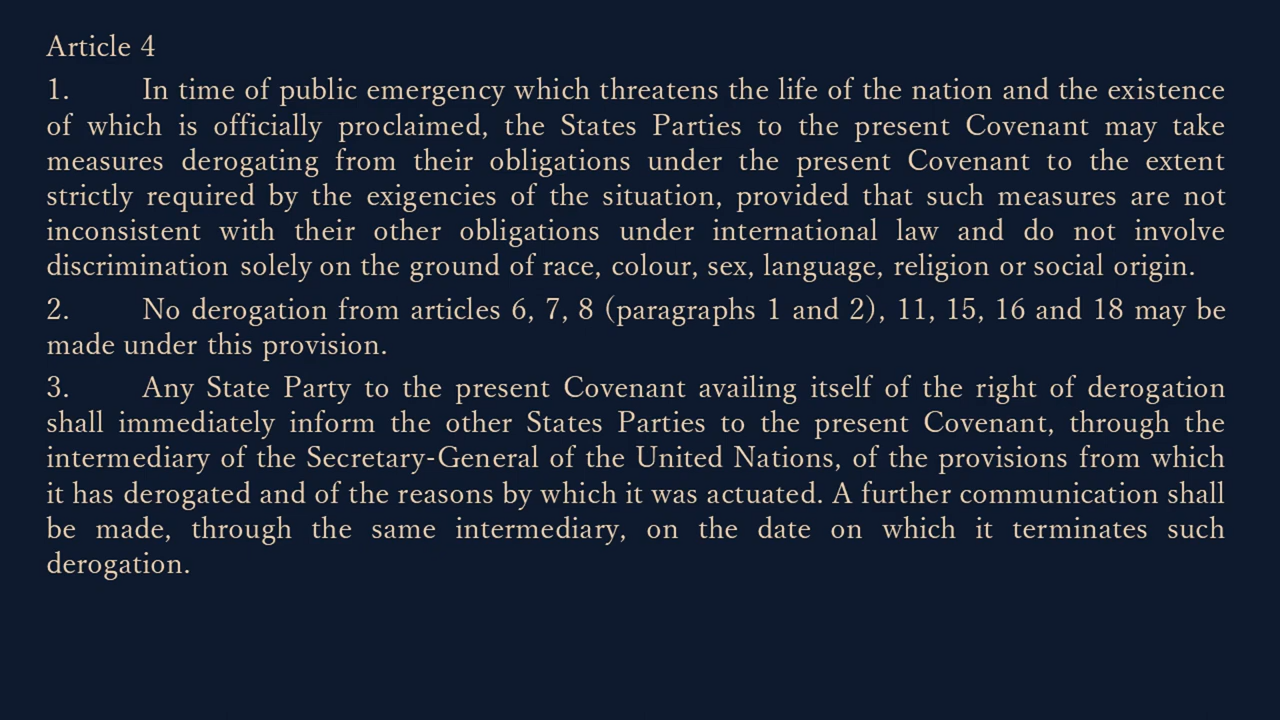 Article 4
1. In time of public emergency which threatens the life of the nation and the existence
of which is officially proclaimed, the States Parties to the present Covenant may take
measures derogating from their obligations under the present Covenant to the extent
strictly required by the exigencies of the situation, provided that such measures are not
inconsistent with their other obligations under international law and do not involve
discrimination solely on the ground of race, colour, sex, language, religion or social origin.
2. No derogation from articles 6, 7, 8 (paragraphs 1 and 2), 11, 15, 16 and 18 may be
made under this provision.
3. Any State Party to the present Covenant availing itself of the right of derogation
shall immediately inform the other States Parties to the present Covenant, through the
intermediary of the Secretary-General of the United Nations, of the provisions from which
it has derogated and of the reasons by which it was actuated. A further communication shall
be made, through the same intermediary, on the date on which it terminates such
derogation.